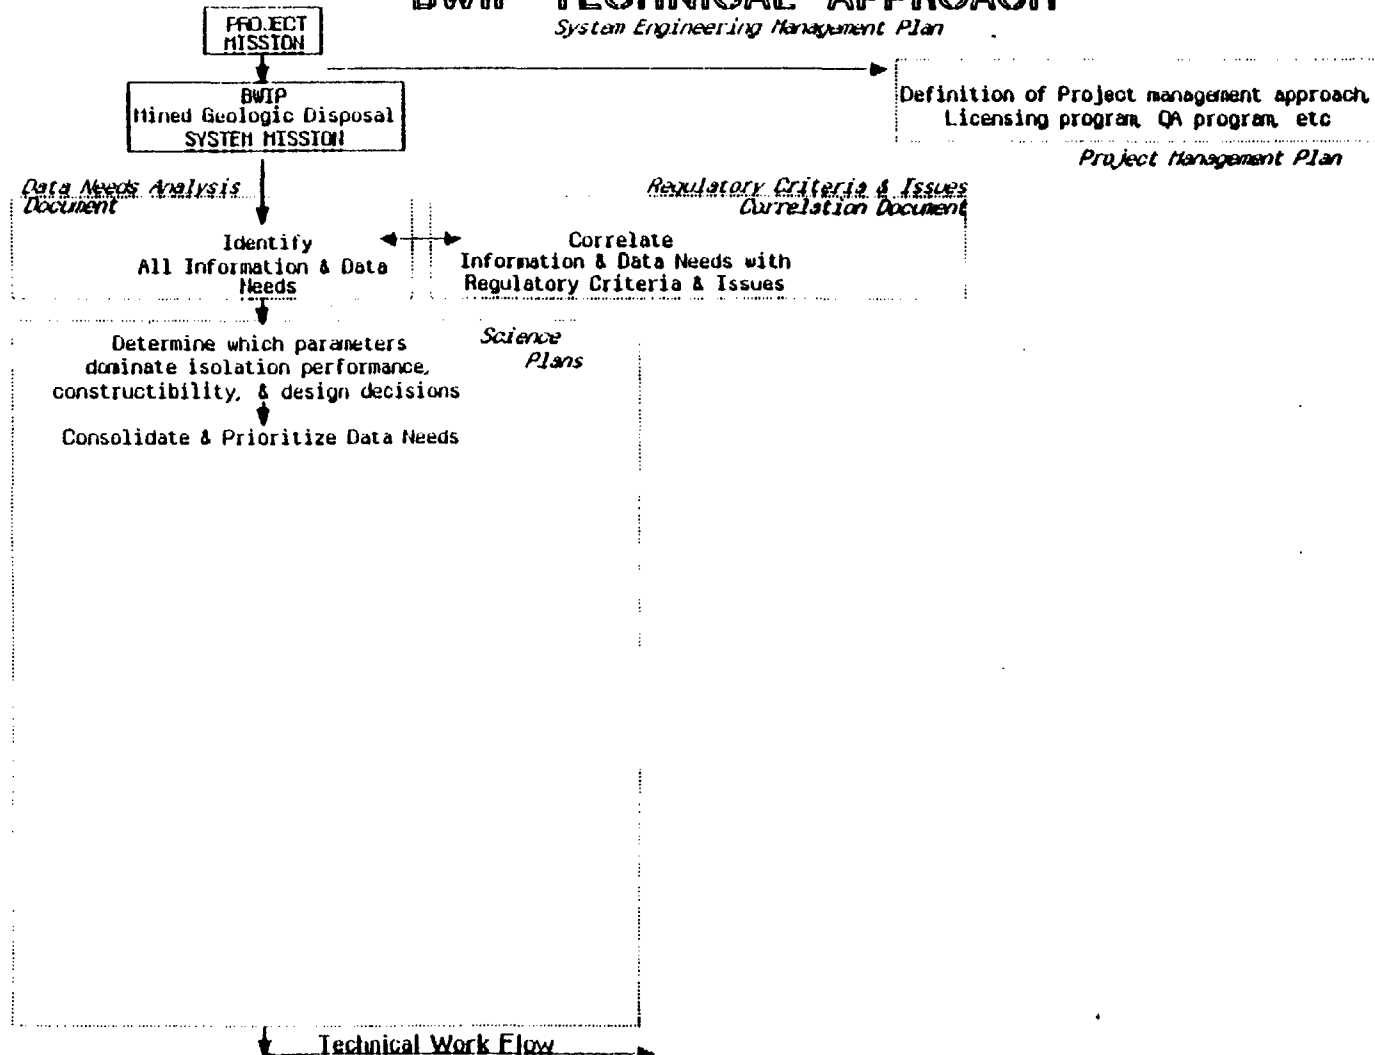 BWIP TECHNICAL APPROACH
System Engineering Management Plan
PROJECT
MISSION
BWIP
Mined Geologic Disposal
SYSTEM MISSION
Definition of Project management approach,
Licensing program, QA program, etc
Project Management Plan
Data Needs Analysis
Document
Identify
All Information & Data
Needs
Regulatory Criteria & Issues
Correlation Document
Correlate
Information & Data Needs with
Regulatory Criteria & Issues
Science
Plans
Determine which parameters
dominate isolation performance,
constructibility, & design decisions
Consolidate & Prioritize Data Needs
Technical Work Flow